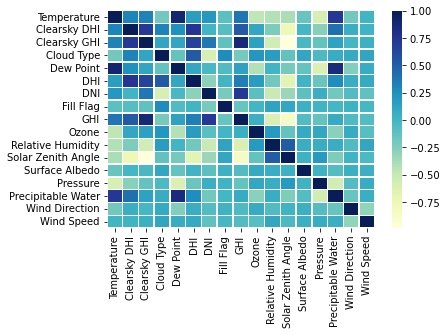 Temperature
Clearsky DHI
Clearsky GHI
Cloud Type
Dew Point
DHI
DNI
Fill Flag
GHI
Ozone
Relative Humidity
Solar Zenith Angle
Surface Albedo
Pressure
Precipitable Water
Wind Direction
Wind Speed
Temperature
Clearsky DHI
Clearsky GHI
Cloud Type
Dew Point
DHI
DNI
Fill Flag
GHI
Ozone
Relative Humidity
Solar Zenith Angle
Surface Albedo
Pressure
Precipitable Water
Wind Direction
Wind Speed
1.00
0.75
0.50
0.25
0.00
−0.25
−0.50
−0.75